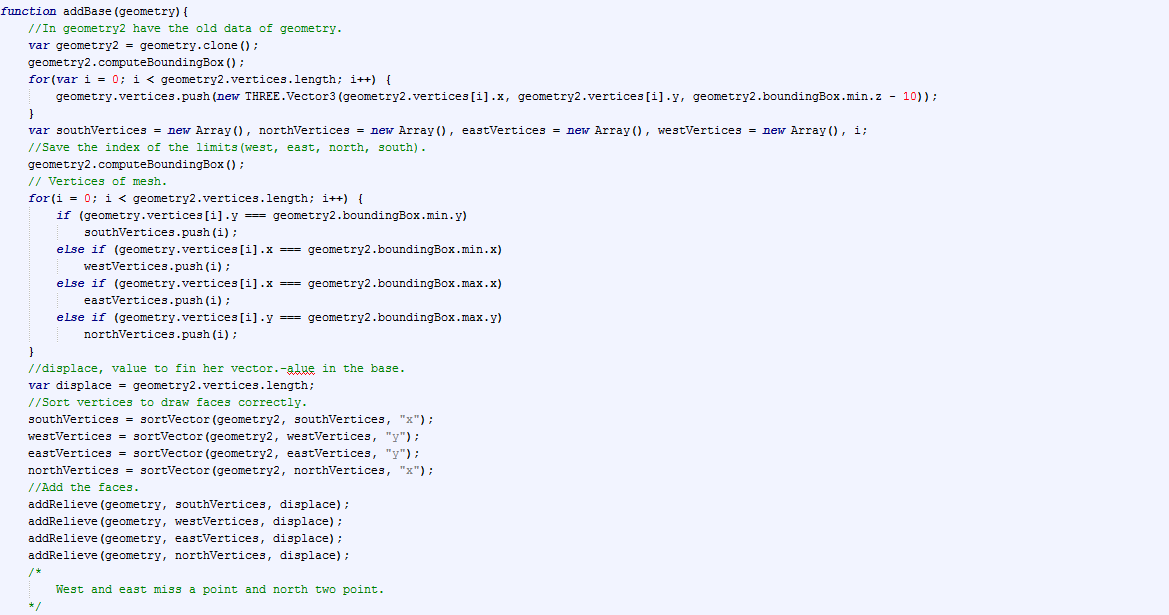 function addBase(geometry){
//In geometry2 have the old data of geometry.
var geometry2 = geometry.clone();
geometry2.computeBoundingBox();
for(var i = 0; i < geometry2.vertices.length; i++) {
geometry.vertices.push(new THREE.Vector3(geometry2.vertices[i].x, geometry2.vertices[i].y, geometry2.boundingBox.min.z - 10));
}
var southVertices = new Array(), northVertices = new Array(), eastVertices = new Array(), westVertices = new Array(), i;
//Save the index of the limits(west, east, north, south).
geometry2.computeBoundingBox();
// Vertices of mesh.
for(i = 0; i < geometry2.vertices.length; i++) {
if (geometry.vertices[i].y === geometry2.boundingBox.min.y)
southVertices.push(i);
else if (geometry.vertices[i].x === geometry2.boundingBox.min.x)
westVertices.push(i);
else if (geometry.vertices[i].x === geometry2.boundingBox.max.x)
eastVertices.push(i);
else if (geometry.vertices[i].y === geometry2.boundingBox.max.y)
northVertices.push(i);
}
//displace, value to fin her vector.-alue in the base.
var displace = geometry2.vertices.length;
//Sort vertices to draw faces correctly.
southVertices = sortVector(geometry2, southVertices, "x");
westVertices = sortVector(geometry2, westVertices, "y");
eastVertices = sortVector(geometry2, eastVertices, "y");
northVertices = sortVector(geometry2, northVertices, "x");
//Add the faces.
addRelieve(geometry, southVertices, displace);
addRelieve(geometry, westVertices, displace);
addRelieve(geometry, eastVertices, displace);
addRelieve(geometry, northVertices, displace);
/*
West and east miss a point and north two point.
*/